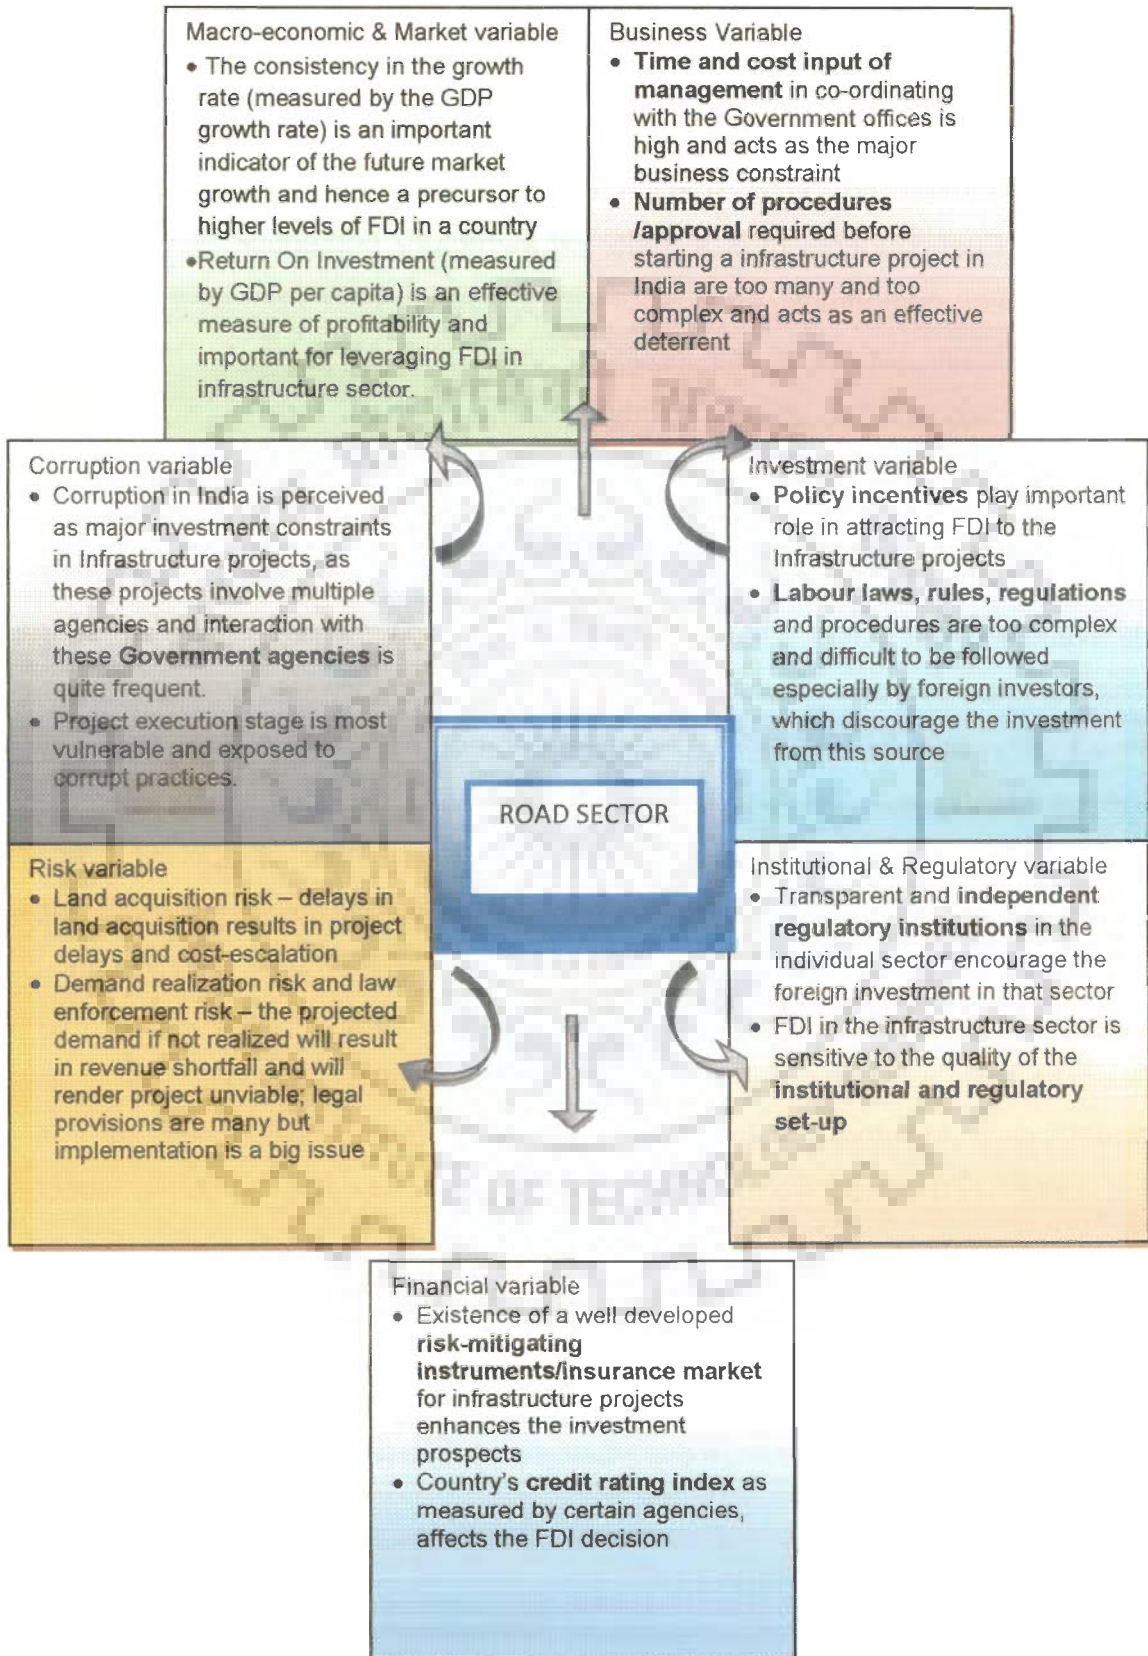 Macro-economic & Market variable
• The consistency in the growth
rate (measured by the GDP
growth rate) is an important
indicator of the future market
growth and hence a precursor to
higher levels of FDI in a country
•Return On Investment (measured
by GDP per capita) is an effective
measure of profitability and
important for leveraging FDI in
infrastructure sector.
Business Variable
• Time and cost input of
management in co-ordinating
with the Government offices is
high and acts as the major
business constraint
• Number of procedures
/approval required before
starting a infrastructure project in
India are too many and too
complex and acts as an effective
deterrent
Corruption variable
• Corruption in India is perceived
as major investment constraints
in Infrastructure projects, as
these projects involve multiple
agencies and interaction with
these Government agencies is
quite frequent.
• Project execution stage is most
vulnerable and exposed to
corrupt practices.
Investment variable
• Policy incentives play important
role in attracting FDI to the
Infrastructure projects
• Labour laws, rules, regulations
and procedures are too complex
and difficult to be followed
especially by foreign investors,
which discourage the investment
from this source
ROAD SECTOR
Risk variable
• Land acquisition risk – delays in
land acquisition results in project
delays and cost-escalation
• Demand realization risk and law
enforcement risk – the projected
demand if not realized will result
in revenue shortfall and will
render project unviable; legal
provisions are many but
implementation is a big issue
Institutional & Regulatory variable
• Transparent and independent
regulatory institutions in the
individual sector encourage the
foreign investment in that sector
• FDI in the infrastructure sector is
sensitive to the quality of the
institutional and regulatory
set-up
OF TECHN
Financial variable
• Existence of a well developed
risk-mitigating
instruments/insurance market
for infrastructure projects
enhances the investment
prospects
• Country's credit rating index as
measured by certain agencies,
affects the FDI decision